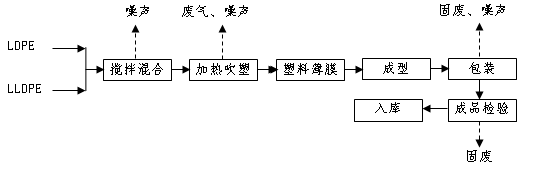 噪声
废气、噪声
固废、噪声
LDPE
LLDPE
搅拌混合
加热吹塑
塑料薄膜
成型
包装
入库
成品检验
固废